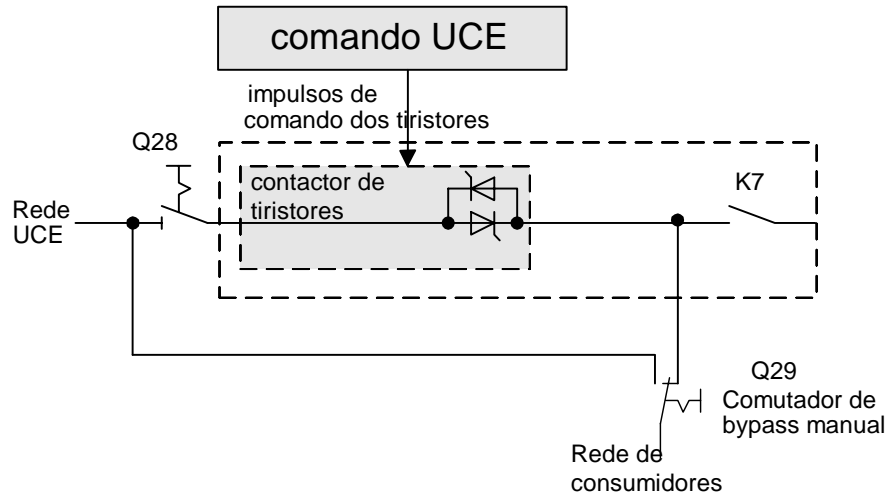 comando UCE
impulsos de
comando dos tiristores
Q28
contactor de
tiristores
K7
Rede
UCE
Q29
Comutador de
bypass manual
Rede de
consumidores